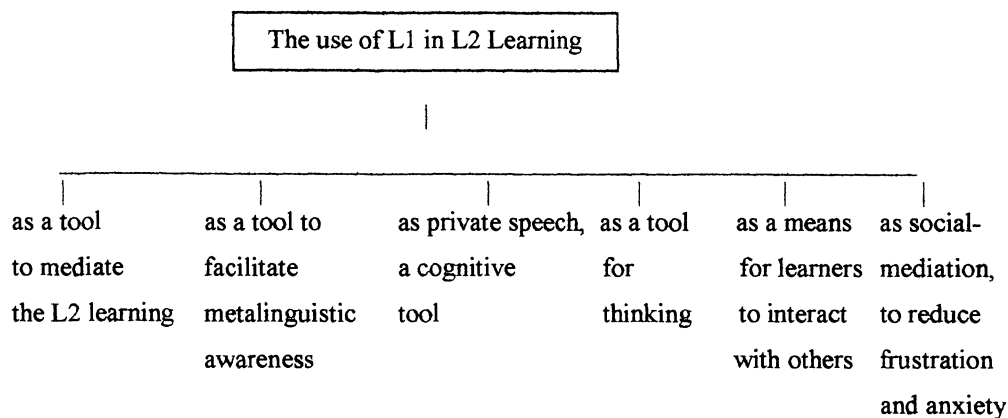 The use of L1 in L2 Learning
as a tool
to mediate
the L2 learning
as a tool to
facilitate
metalinguistic
awareness
as private speech,
a cognitive
tool
as a tool
for
thinking
as a means
for learners
to interact
with others
as social-
mediation,
to reduce
frustration
and anxiety